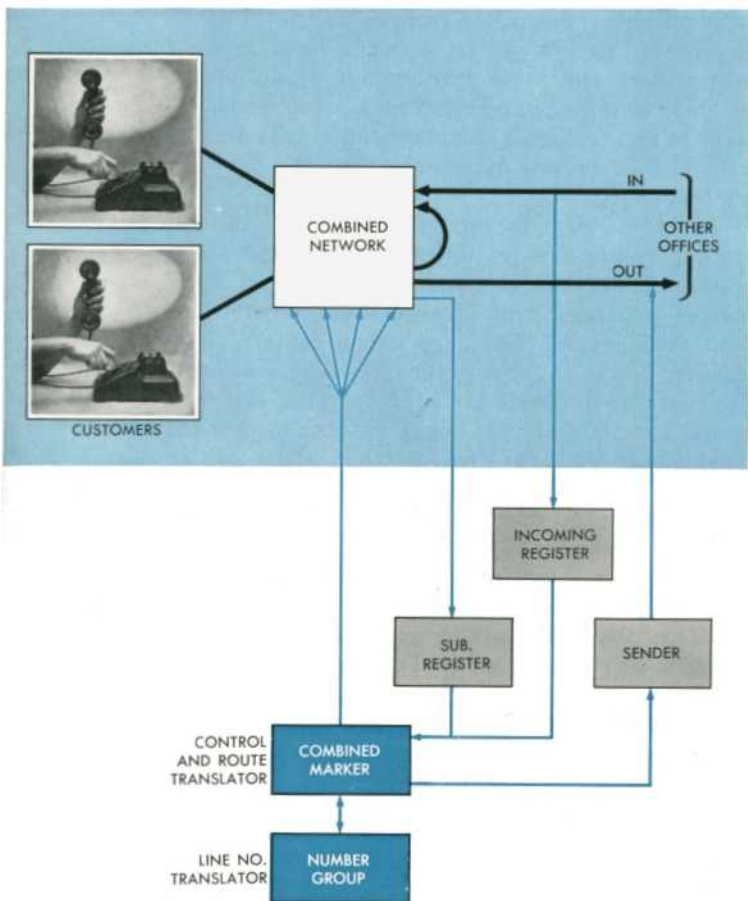 COMBINED
NETWORK
IN
OTHER
OFFICES
OUT
CUSTOMERS
INCOMING
REGISTER
SUB.
REGISTER
SENDER
CONTROL
AND ROUTE
TRANSLATOR
COMBINED
MARKER
LINE NO.
TRANSLATOR
NUMBER
GROUP